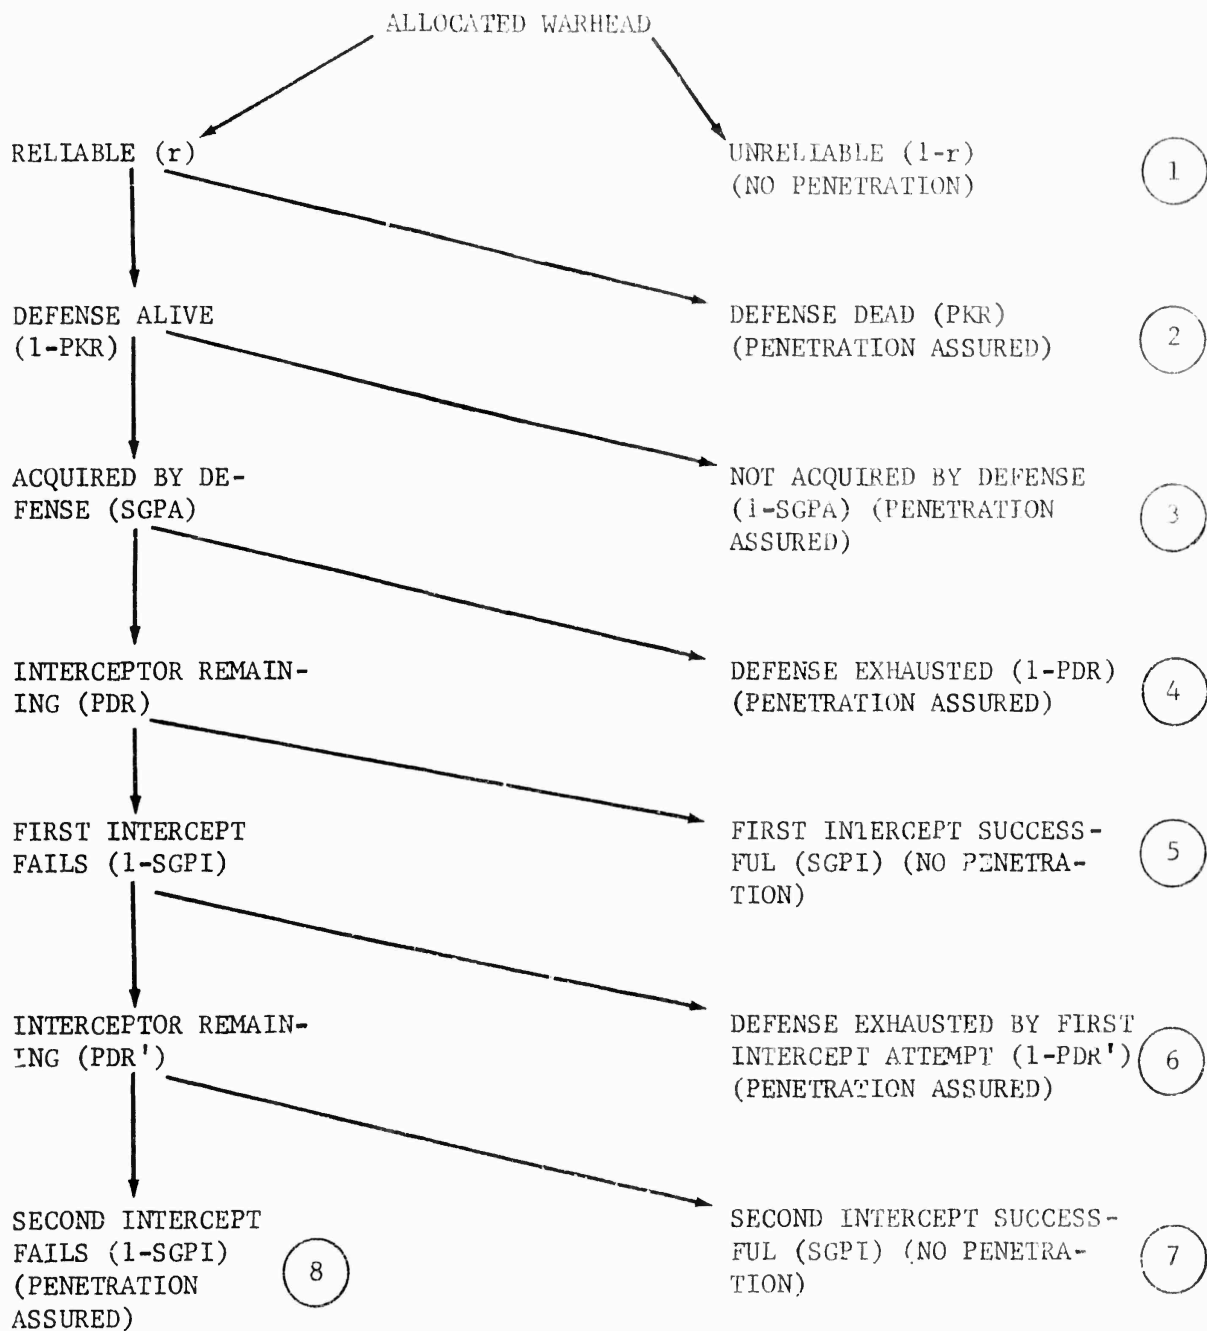 ALLOCATED WARHEAD
RELIABLE (r)
UNRELIABLE (1-r)
(NO PENETRATION)
1
DEFENSE ALIVE
(1-PKR)
DEFENSE DEAD (PKR)
(PENETRATION ASSURED)
2
ACQUIRED BY DE-
FENSE (SGPA)
NOT ACQUIRED BY DEFENSE
(1-SGPA) (PENETRATION
ASSURED)
3
INTERCEPTOR REMAIN-
ING (PDR)
DEFENSE EXHAUSTED (1-PDR)
(PENETRATION ASSURED)
4
FIRST INTERCEPT
FAILS (1-SGPI)
FIRST INTERCEPT SUCCESS-
FUL (SGPI) (NO PENETRA-
TION)
5
INTERCEPTOR REMAIN-
ING (PDR')
DEFENSE EXHAUSTED BY FIRST
INTERCEPT ATTEMPT (1-PDR')
(PENETRATION ASSURED)
6
SECOND INTERCEPT
FAILS (1-SGPI)
(PENETRATION
ASSURED)
8
SECOND INTERCEPT SUCCESS-
FUL (SGPI) (NO PENETRA-
TION)
7